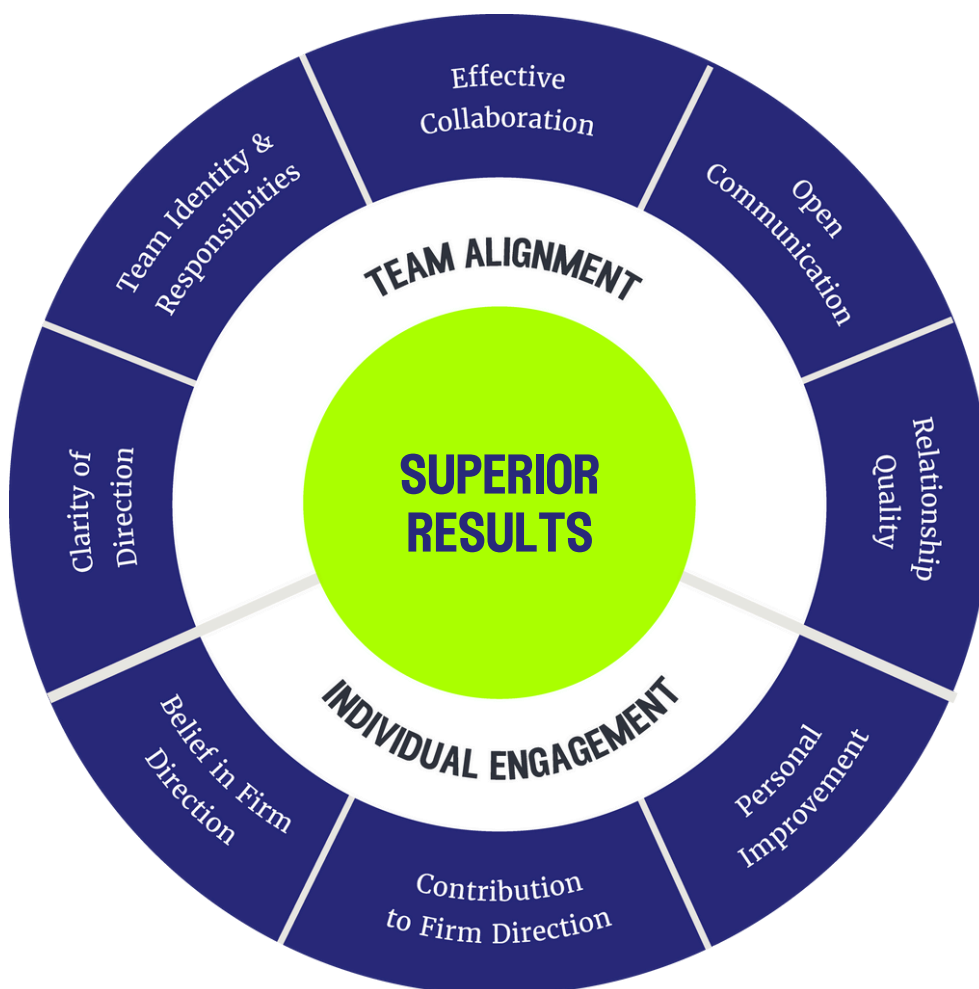 Effective
Collaboration
Open
Communication
Relationship
Quality
Personal
Improvement
Contribution
to Firm Direction
Belief in Firm
Direction
Clarity of
Direction
Team Identity &
Responsilbities
TEAM ALIGNMENT
SUPERIOR
RESULTS
INDIVIDUAL ENGAGEMENT